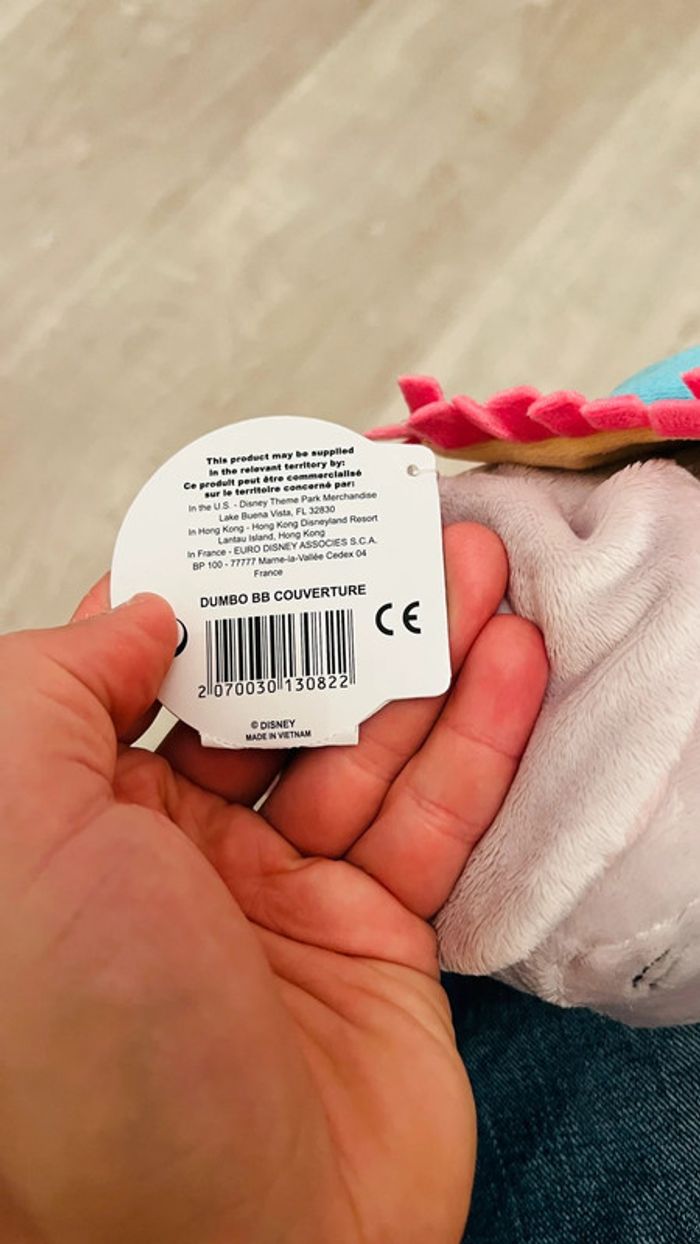 This product may be supplied
in the relevant territory by:
Ce produit peut être commercialisé
sur le territoire concerné par:
In the U.S. - Disney Theme Park Merchandise
Lake Buena Vista, FL 32830
In Hong Kong - Hong Kong Disneyland Resort
Lantau Island, Hong Kong
In France - EURO DISNEY ASSOCIES S.C.A.
BP 100 - 77777 Marne-la-Vallée Cedex 04
France
DUMBO BB COUVERTURE
CE
2 070030 130822
© DISNEY
MADE IN VIETNAM